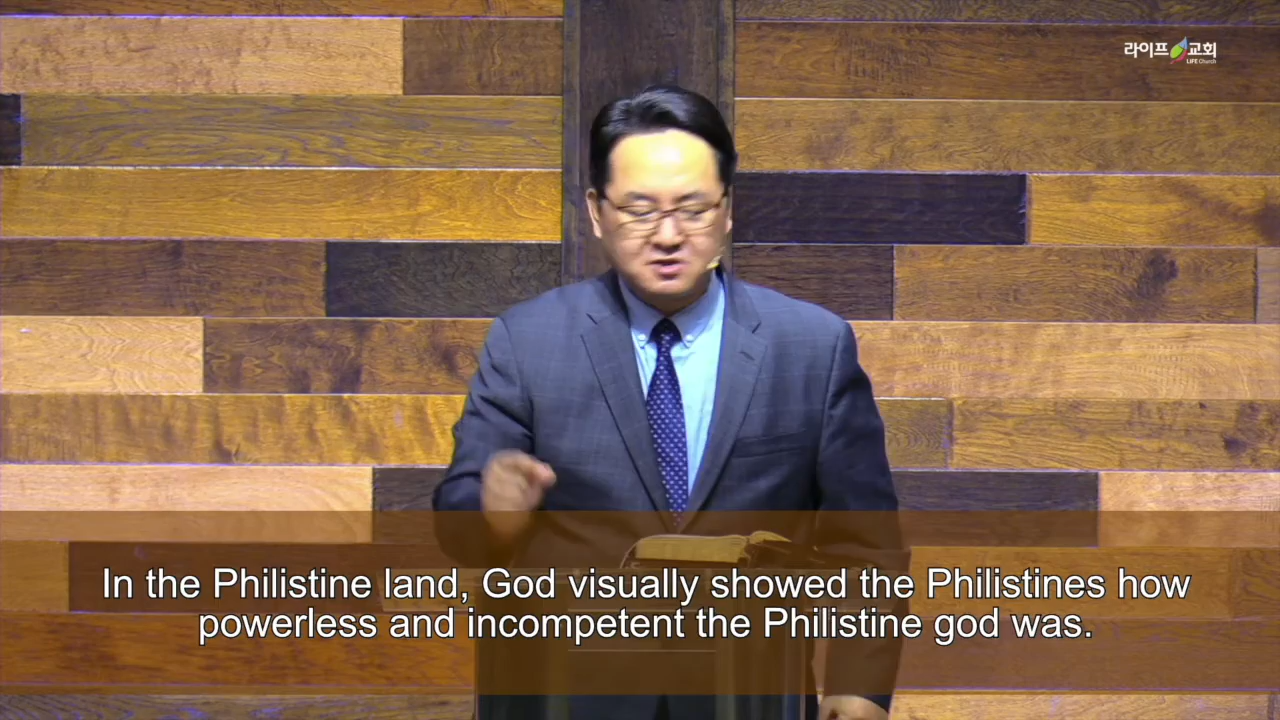 라이프 교회
LIFE Church
In the Philistine land, God visually showed the Philistines how
powerless and incompetent the Philistine god was.